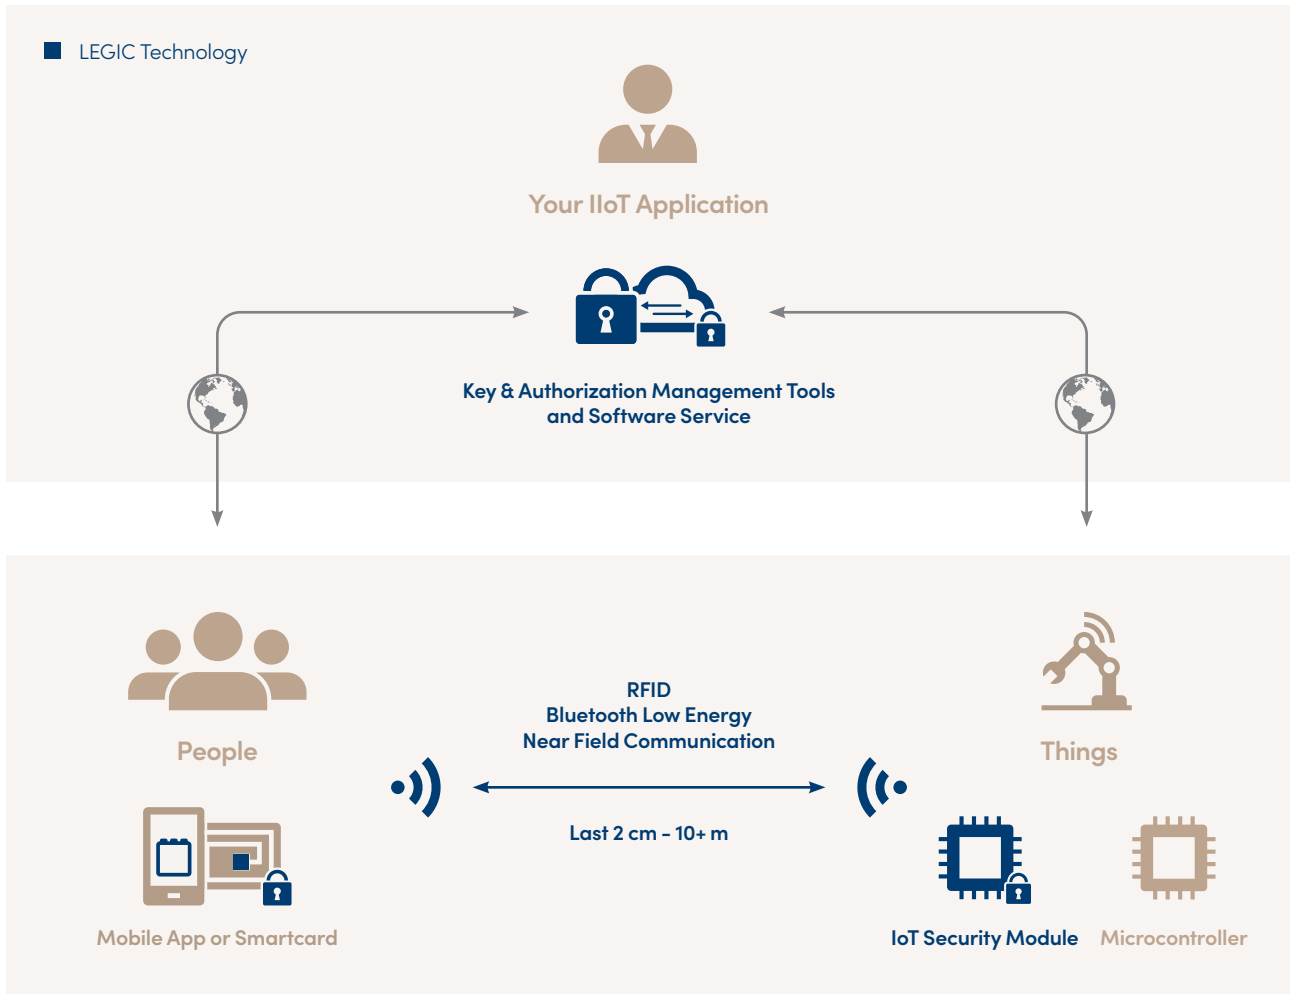 LEGIC Technology
Your IIoT Application
Key & Authorization Management Tools
and Software Service
RFID
Bluetooth Low Energy
Near Field Communication
People
Things
Last 2 cm - 10+ m
Mobile App or Smartcard
IoT Security Module
Microcontroller